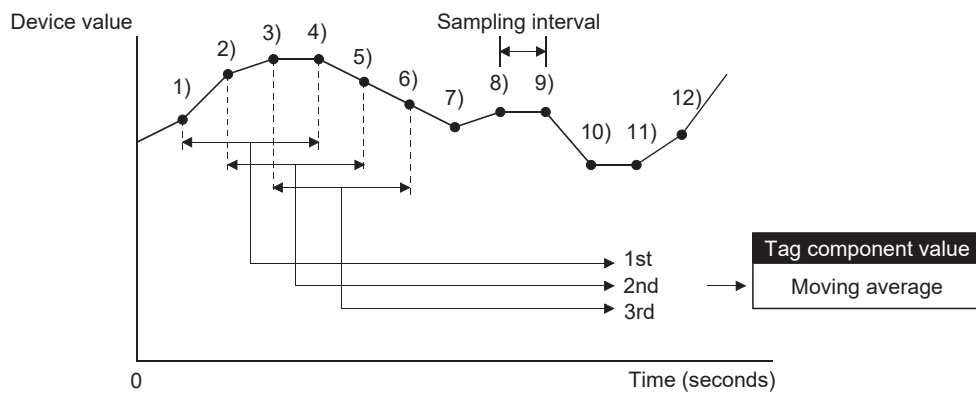 Device value
Sampling interval
1)
2)
3)
4)
5)
6)
7)
8)
9)
10)
11)
12)
1st
2nd
3rd
Tag component value
Moving average
0
Time (seconds)